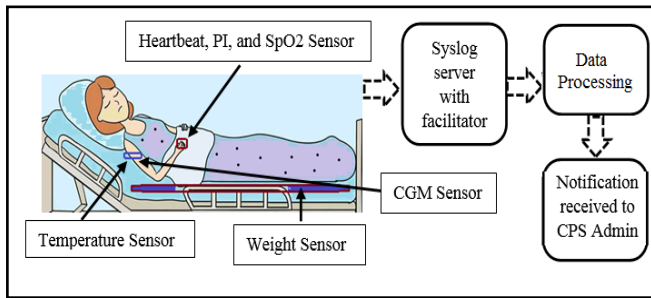 Heartbeat, PI, and SpO2 Sensor
Syslog
server
with
facilitator
Data
Processing
CGM Sensor
Temperature Sensor
Weight Sensor
Notification
received to
CPS Admin